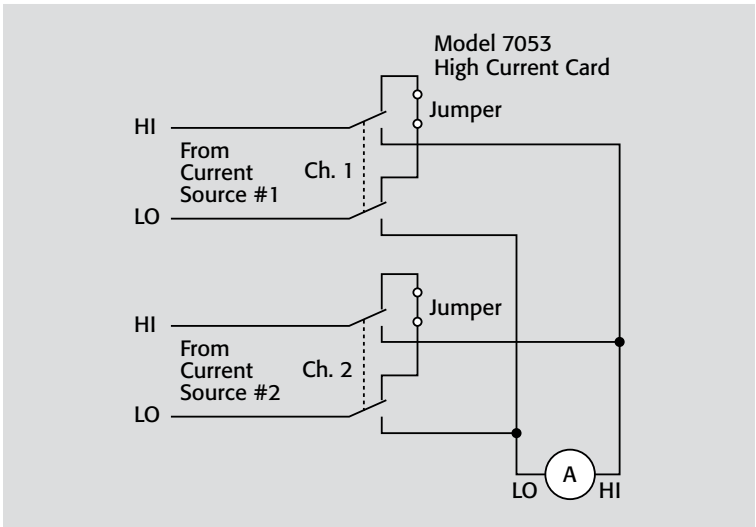 Model 7053
High Current Card
Jumper
HI
From
Current
Source #1
Ch. 1
LO
Jumper
HI
From
Current
Source #2
Ch. 2
LO
A
LO
HI